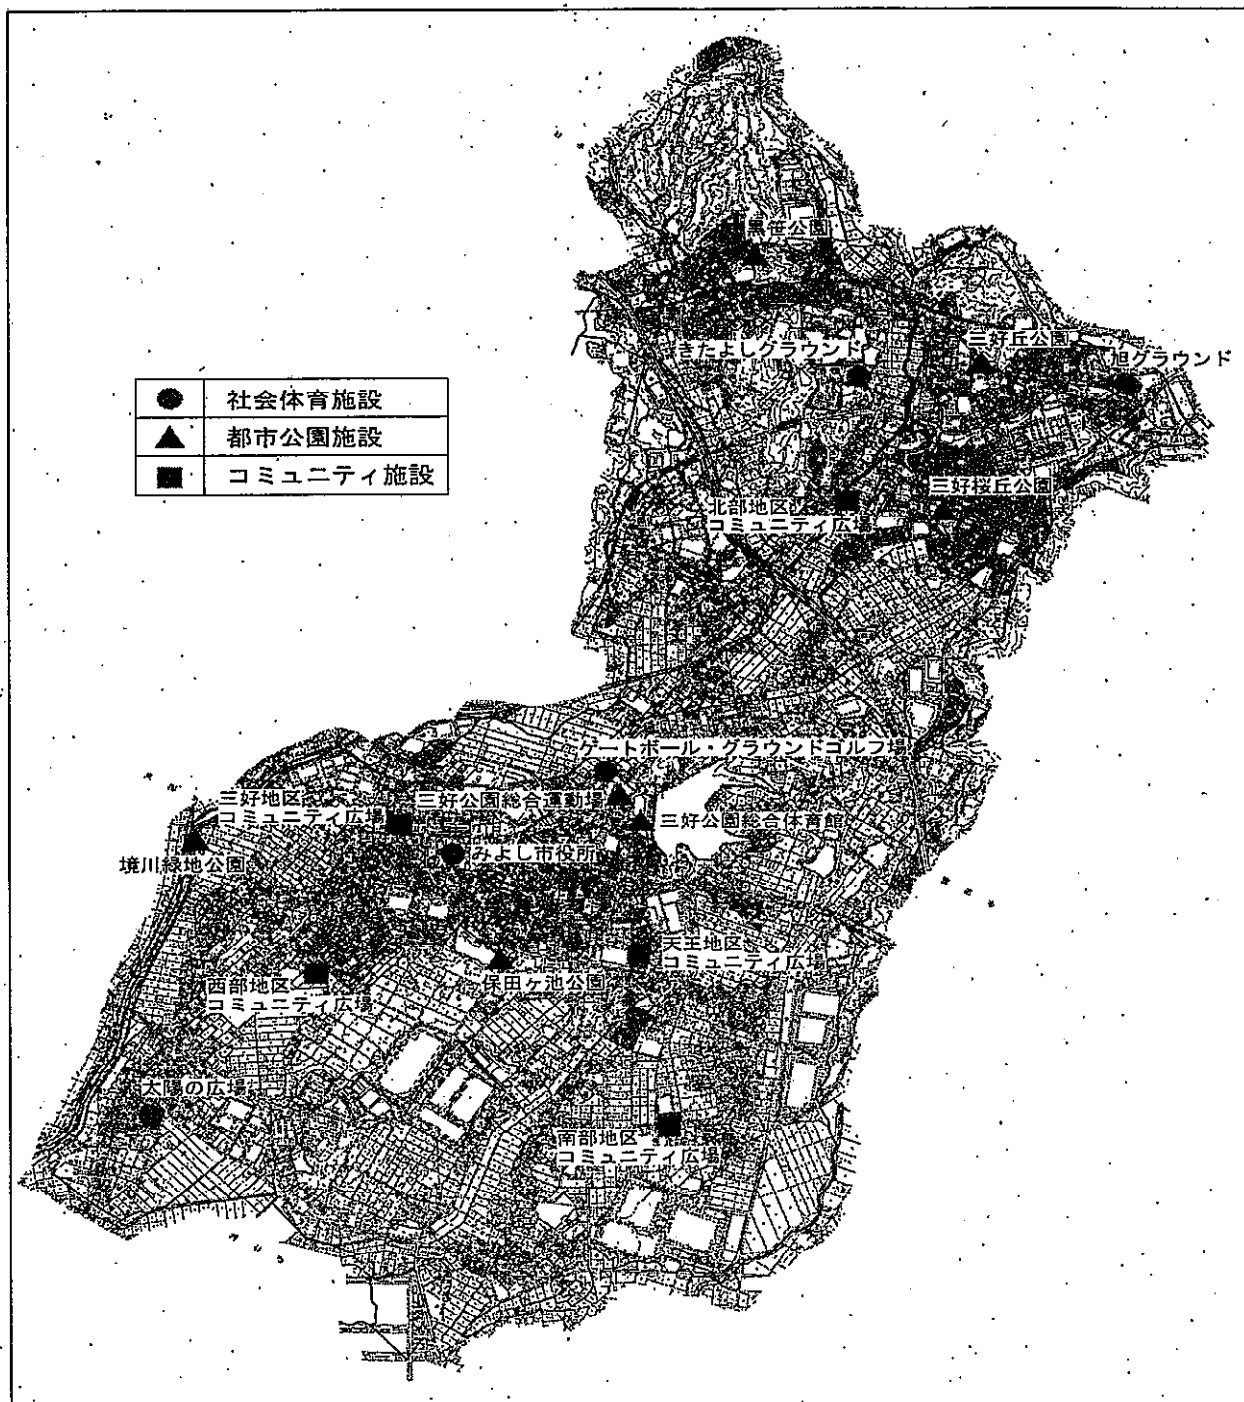 黒笹公園
きたよしグラウンド
三好丘公園
旭グラウンド
社会体育施設
都市公園施設
コミュニティ施設
三好桜丘公園
北部地区
コミュニティ広場
ゲートボール・グラウンドゴルフ場
三好地区
コミュニティ広場
三好公園総合運動場
三好公園総合体育館
境川緑地公園
みよし市役所
天王地区
コミュニティ広場
西部地区
コミュニティ広場
保田ヶ池公園
太陽の広場
南部地区
コミュニティ広場